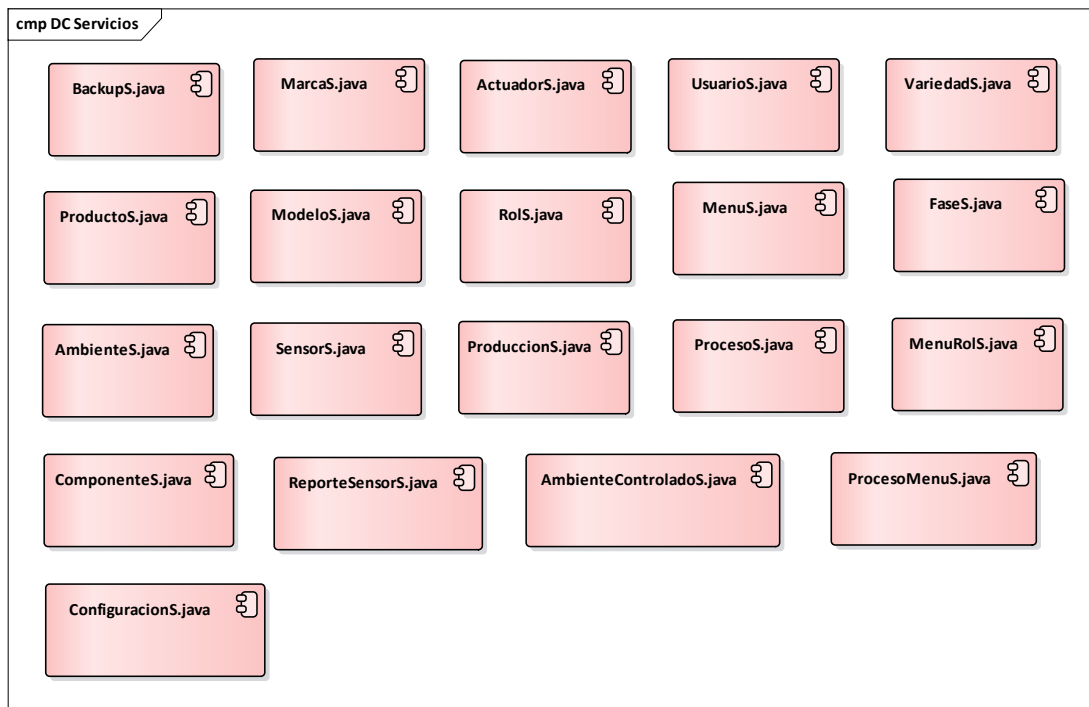 cmp DC Servicios
BackupS.java
MarcaS.java
ActuadorS.java
UsuarioS.java
VariedadS.java
ProductoS.java
ModeloS.java
RolS.java
MenuS.java
FaseS.java
AmbienteS.java
SensorS.java
ProduccionS.java
ProcesoS.java
MenuRolS.java
ComponenteS.java
ReporteSensorS.java
AmbienteControladoS.java
ProcesoMenuS.java
ConfiguracionS.java